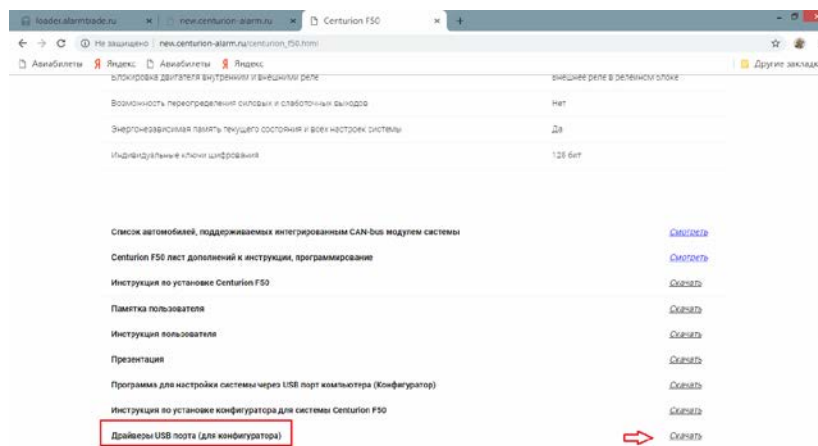 loader.alarmtrade.ru × new.centurion-alarm.ru × Centurion F50 × +
Не защищено | new.centurion-alarm.ru/centurion_f50.html
Авиабилеты Яндекс Авиабилеты Яндекс Другие закладк
Блокировка двигателя внутренним и внешними реле внешнее реле в релейном блоке
Возможность переопределения силовых и слаботочных выходов Нет
Энергонезависимая память текущего состояния и всех настроек системы Да
Индивидуальные ключи шифрования 128 бит
Список автомобилей, поддерживаемых интегрированным CAN-bus модулем системы Смотреть
Centurion F50 лист дополнений к инструкции, программирование Смотреть
Инструкция по установке Centurion F50 Скачать
Памятка пользователя Скачать
Инструкция пользователя Скачать
Презентация Скачать
Программа для настройки системы через USB порт компьютера (Конфигуратор) Скачать
Инструкция по установке конфигуратора для системы Centurion F50 Скачать
Драйверы USB порта (для конфигуратора) Скачать